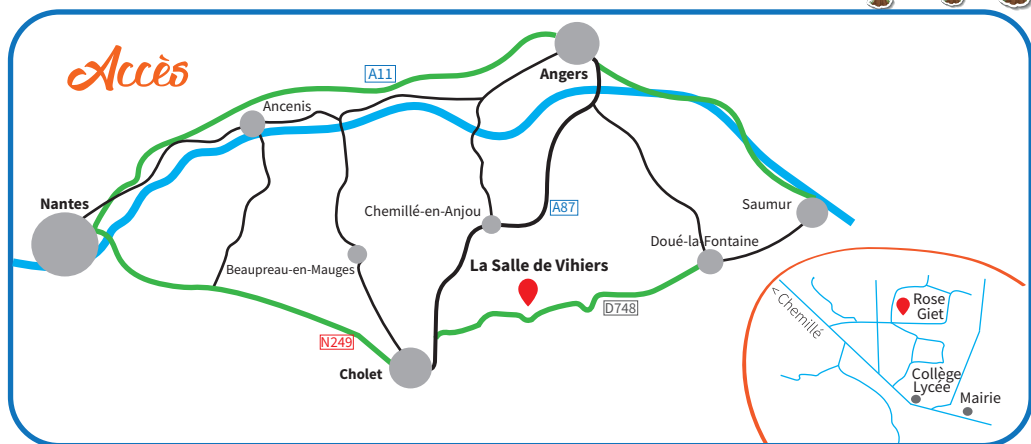 Accès
A11
Angers
Ancenis
Nantes
Chemillé-en-Anjou
A87
Saumur
Doué-la-Fontaine
Beaupreau-en-Mauges
La Salle de Vihiers
D748
N249
Cholet
< Chemillé
Rose
Giet
Collège
Lycée
Mairie